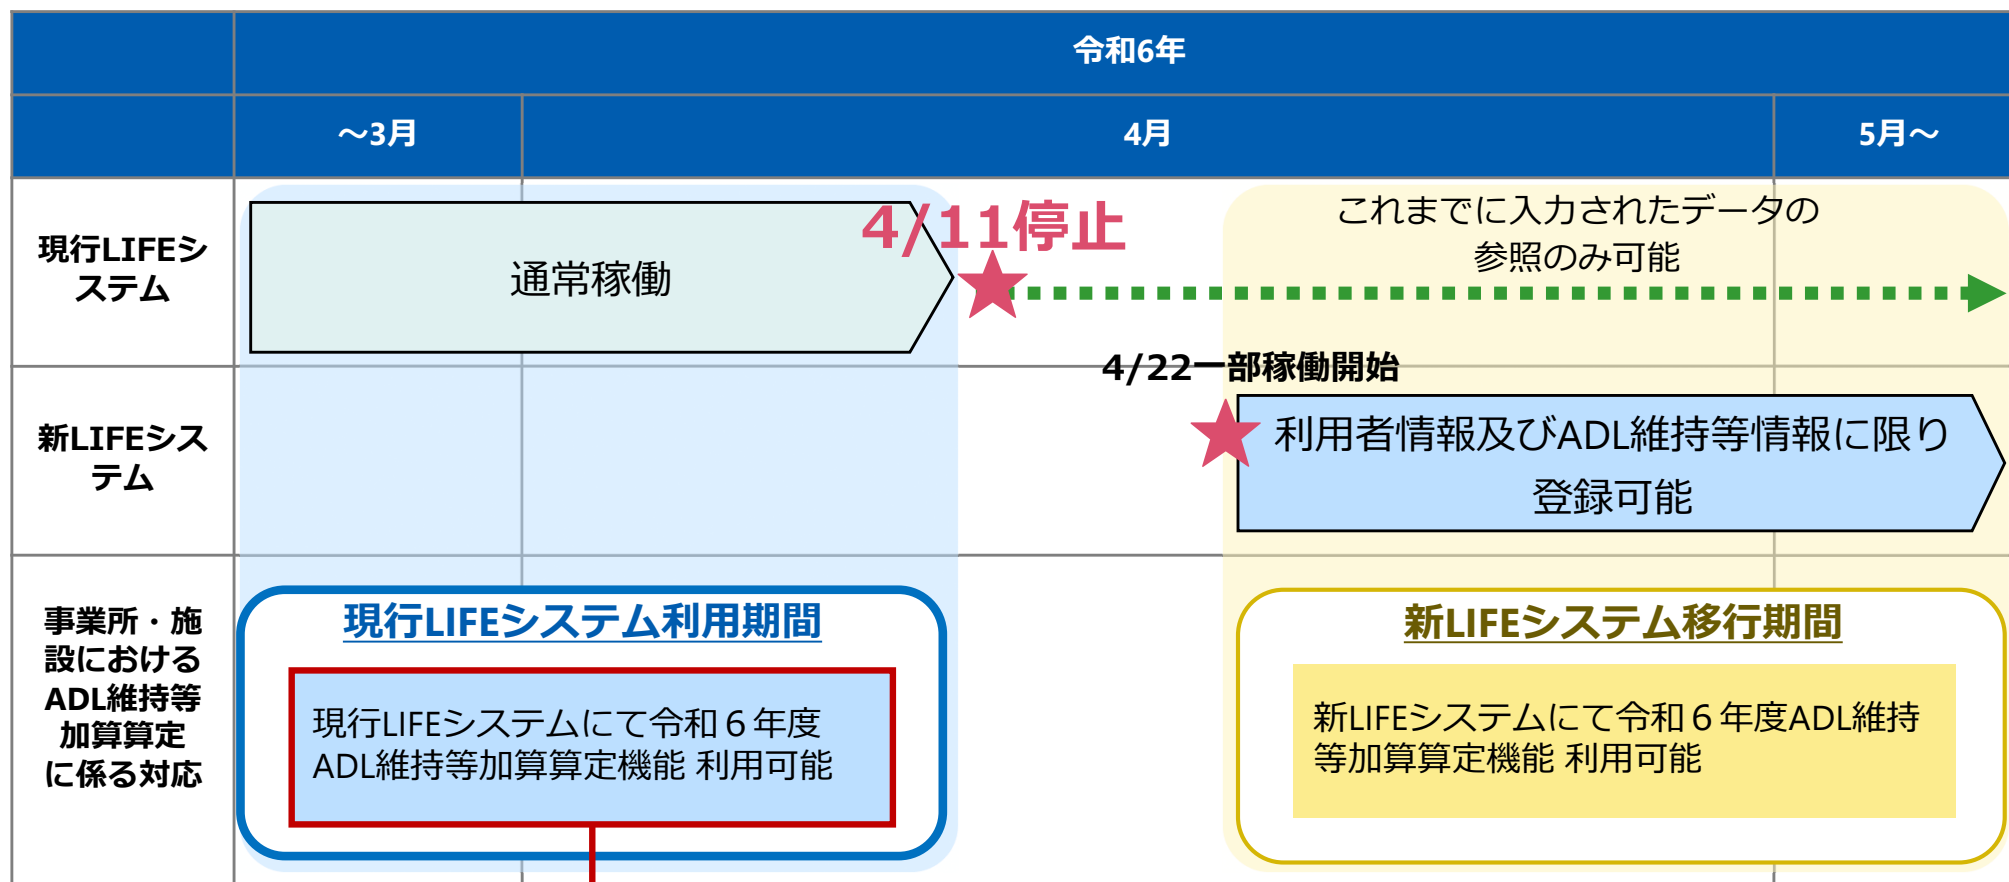 令和6年
～3月
4月
5月～
現行LIFEシ
ステム
通常稼働
4/11停止
これまでに入力されたデータの
参照のみ可能
新LIFEシス
テム
4/22一部稼働開始
利用者情報及びADL維持等情報に限り
登録可能
事業所・施
設における
ADL維持等
加算算定
に係る対応
現行LIFEシステム利用期間
現行LIFEシステムにて令和６年度
ADL維持等加算算定機能 利用可能
新LIFEシステム移行期間
新LIFEシステムにて令和６年度ADL維持
等加算算定機能 利用可能